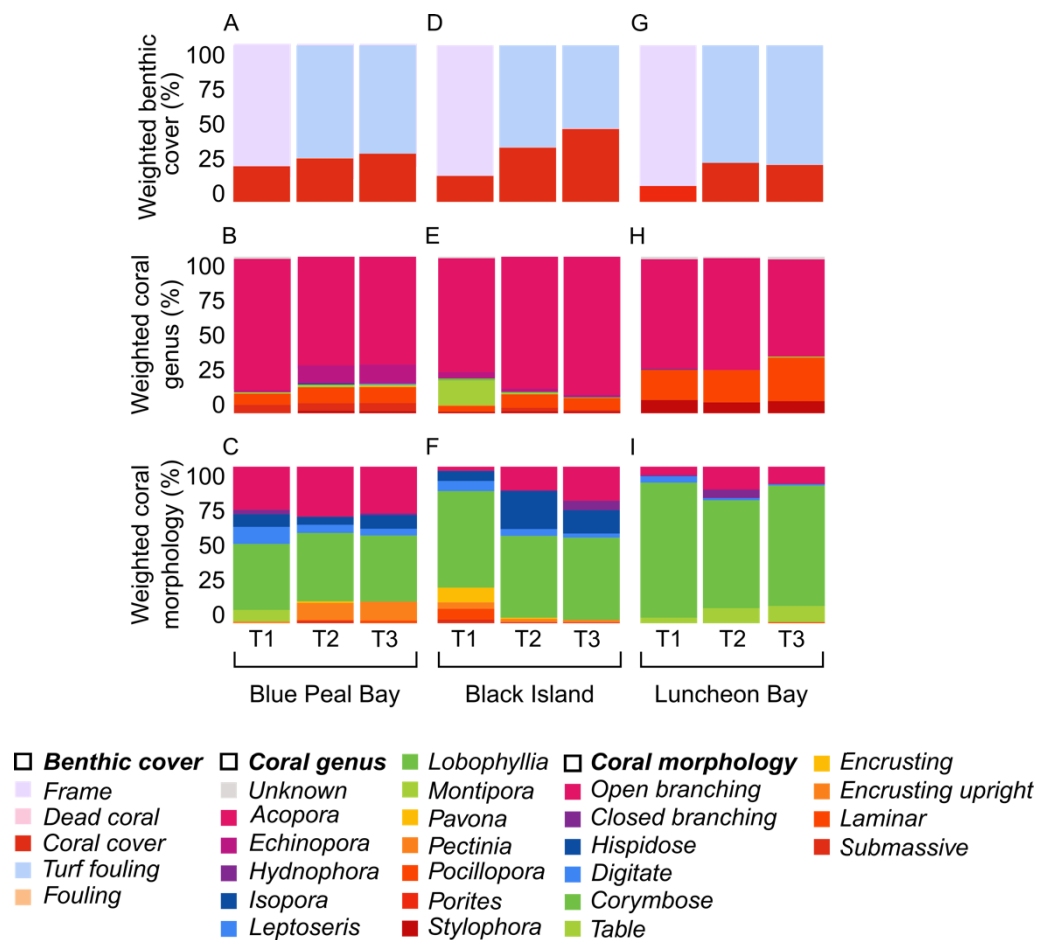 A
D
G
Weighted benthic
cover (%)
100
75
50
25
0
B
E
H
Weighted coral
genus (%)
100
75
50
25
0
C
F
I
Weighted coral
morphology (%)
100
75
50
25
0
T1 T2 T3 T1 T2 T3 T1 T2 T3
Blue Peal Bay
Black Island
Luncheon Bay
Benthic cover
Frame
Dead coral
Coral cover
Turf fouling
Fouling
Coral genus
Unknown
Acopora
Echinopora
Hydnophora
Isopora
Leptoseris
Lobophyllia
Montipora
Pavona
Pectinia
Pocillopora
Porites
Stylophora
Coral morphology
Open branching
Closed branching
Hispidose
Digitate
Corymbose
Table
Encrusting
Encrusting upright
Laminar
Submassive